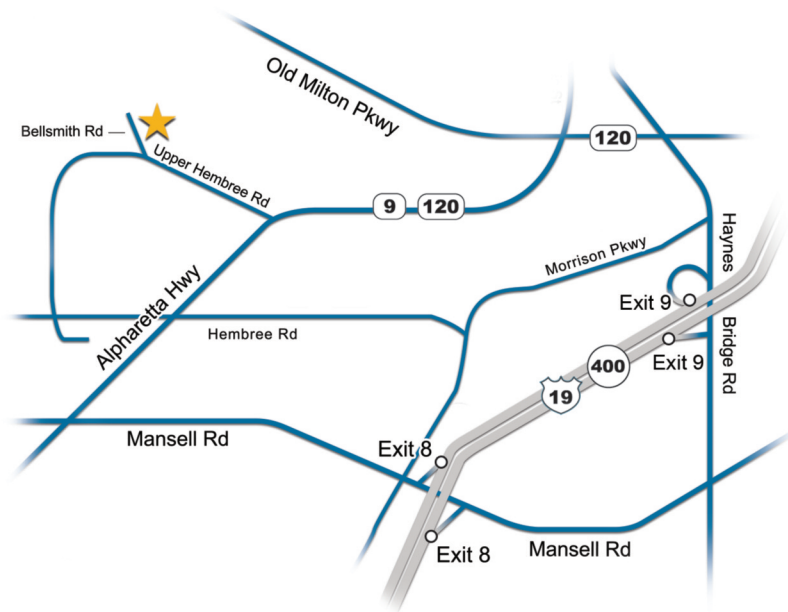 Old Milton Pkwy
120
Bellsmith Rd
Upper Hembree Rd
9
120
Haynes
Bridge Rd
Morrison Pkwy
Exit 9
Alpharetta Hwy
Hembree Rd
Exit 9
400
19
Mansell Rd
Exit 8
Exit 8
Mansell Rd